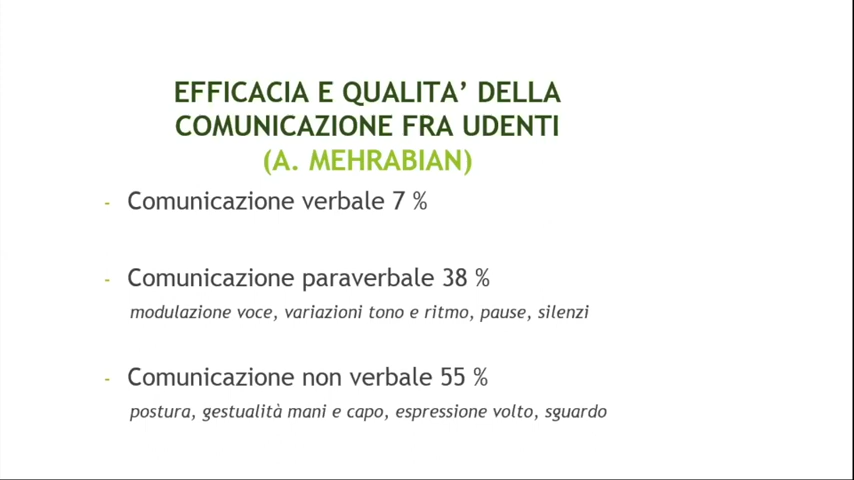 EFFICACIA E QUALITA’ DELLA
COMUNICAZIONE FRA UDENTI
(A. MEHRABIAN)
- Comunicazione verbale 7 %
- Comunicazione paraverbale 38 %
modulazione voce, variazioni tono e ritmo, pause, silenzi
- Comunicazione non verbale 55 %
postura, gestualità mani e capo, espressione volto, sguardo